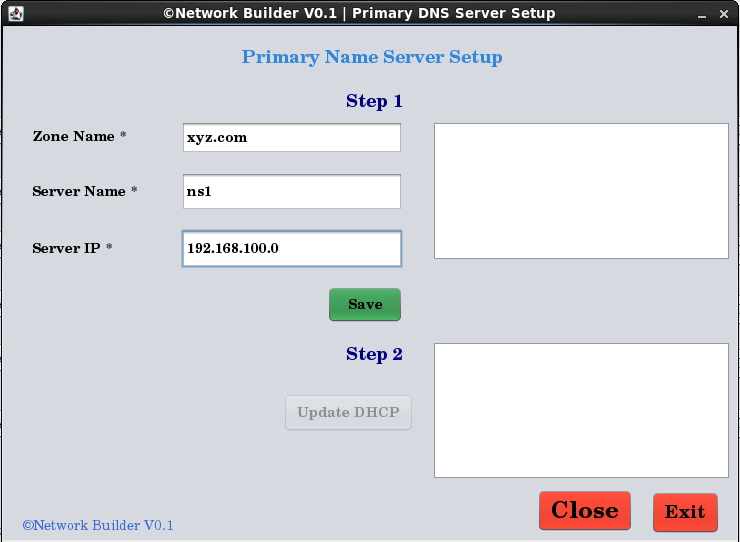 ©Network Builder V0.1 | Primary DNS Server Setup
Primary Name Server Setup
Step 1
Zone Name * xyz.com
Server Name * ns1
Server IP * 192.168.100.0
Save
Step 2
Update DHCP
Close Exit
©Network Builder V0.1